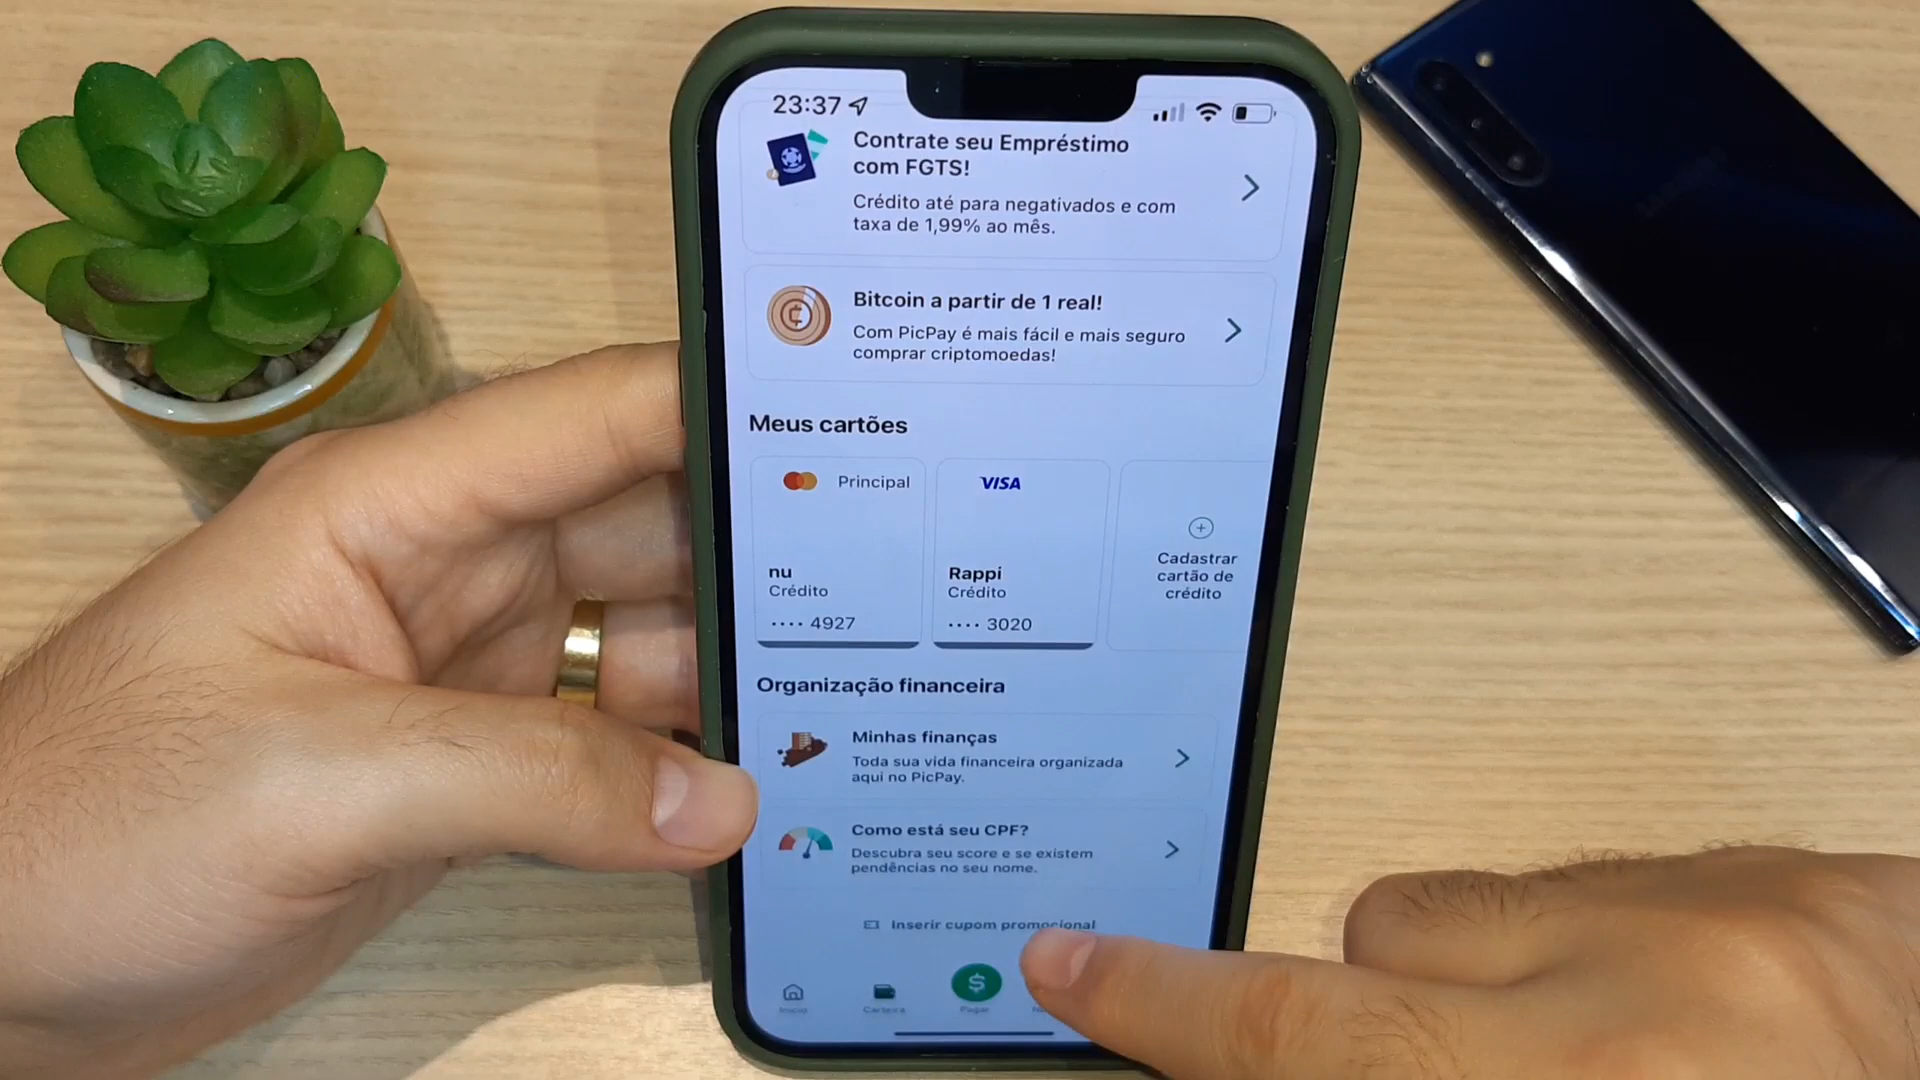 23:37
Contrate seu Empréstimo
com FGTS!
Crédito até para negativados e com
taxa de 1,99% ao mês.
Bitcoin a partir de 1 real!
Com PicPay é mais fácil e mais seguro
comprar criptomoedas!
Meus cartões
Principal
VISA
nu
Crédito
•••• 4927
Rappi
Crédito
•••• 3020
Cadastrar
cartão de
crédito
Organização financeira
Minhas finanças
Toda sua vida financeira organizada
aqui no PicPay.
Como está seu CPF?
Descubra seu score e se existem
pendências no seu nome.
Inserir cupom promocional
$
Início
Carteira
Pagar